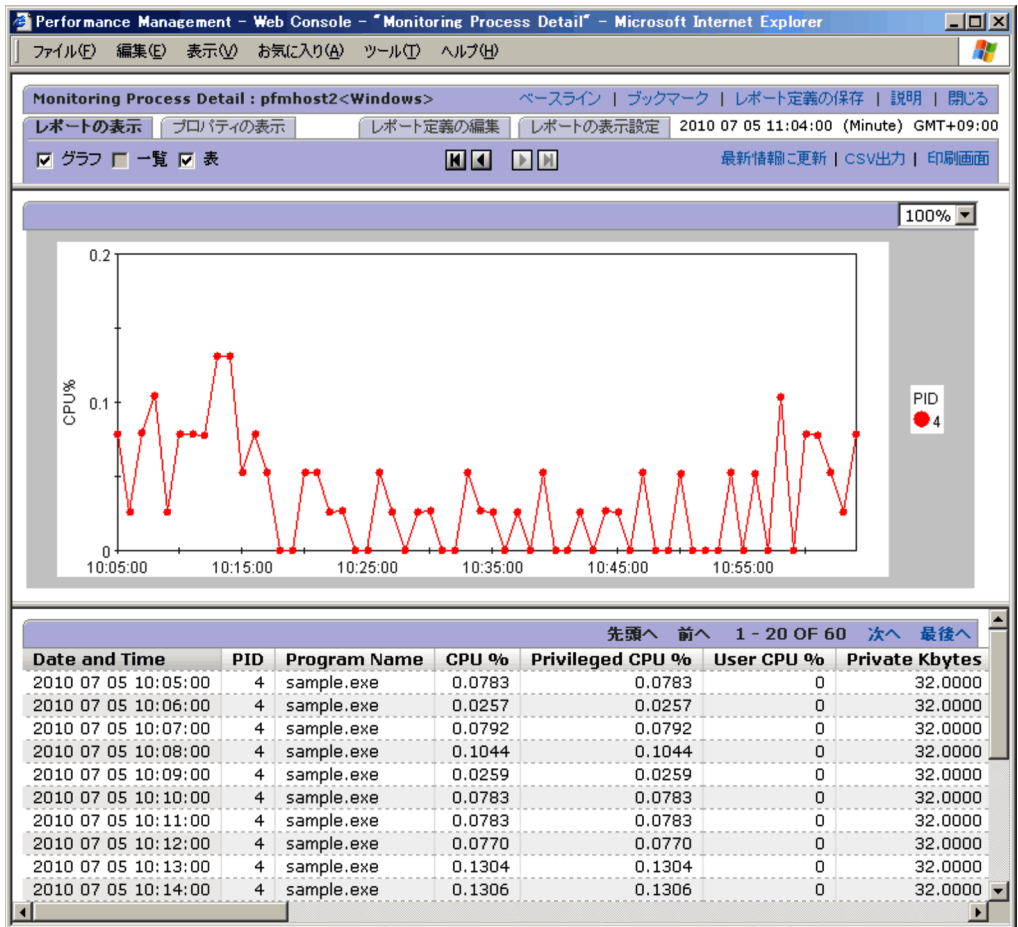 Performance Management - Web Console - "Monitoring Process Detail" - Microsoft Internet Explorer
ファイル(F) 編集(E) 表示(V) お気に入り(A) ツール(T) ヘルプ(H)
Monitoring Process Detail : pfmhost2<Windows> ベースライン | ブックマーク | レポート定義の保存 | 説明 | 閉じる
レポートの表示 プロパティの表示 レポート定義の編集 レポートの表示設定 2010 07 05 11:04:00 (Minute) GMT+09:00
グラフ 一覧 表 最新情報に更新 | CSV出力 | 印刷画面
100%
0.2
0.1
0
CPU%
10:05:00 10:15:00 10:25:00 10:35:00 10:45:00 10:55:00
PID
4
先頭へ 前へ 1 - 20 OF 60 次へ 最後へ
Date and Time PID Program Name CPU % Privileged CPU % User CPU % Private Kbytes
2010 07 05 10:05:00 4 sample.exe 0.0783 0.0783 0 32.0000
2010 07 05 10:06:00 4 sample.exe 0.0257 0.0257 0 32.0000
2010 07 05 10:07:00 4 sample.exe 0.0792 0.0792 0 32.0000
2010 07 05 10:08:00 4 sample.exe 0.1044 0.1044 0 32.0000
2010 07 05 10:09:00 4 sample.exe 0.0259 0.0259 0 32.0000
2010 07 05 10:10:00 4 sample.exe 0.0783 0.0783 0 32.0000
2010 07 05 10:11:00 4 sample.exe 0.0783 0.0783 0 32.0000
2010 07 05 10:12:00 4 sample.exe 0.0770 0.0770 0 32.0000
2010 07 05 10:13:00 4 sample.exe 0.1304 0.1304 0 32.0000
2010 07 05 10:14:00 4 sample.exe 0.1306 0.1306 0 32.0000